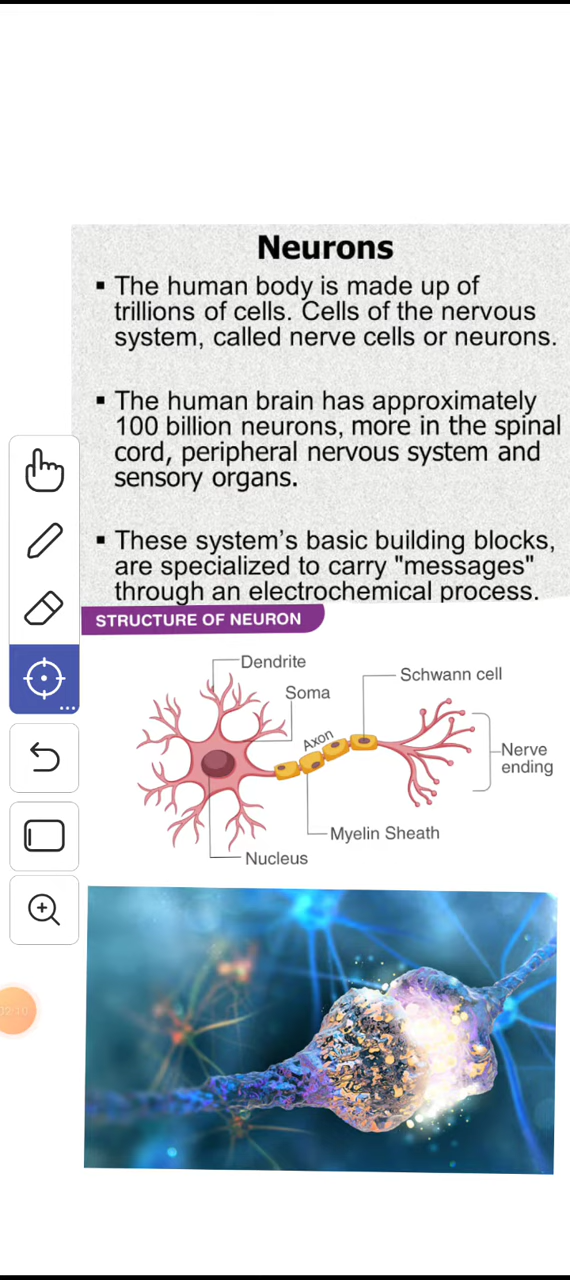 Neurons
▪ The human body is made up of
trillions of cells. Cells of the nervous
system, called nerve cells or neurons.
▪ The human brain has approximately
100 billion neurons, more in the spinal
cord, peripheral nervous system and
sensory organs.
▪ These system's basic building blocks,
are specialized to carry "messages"
through an electrochemical process.
STRUCTURE OF NEURON
Dendrite
Soma
Schwann cell
Axon
Nerve
ending
Myelin Sheath
Nucleus
02:10